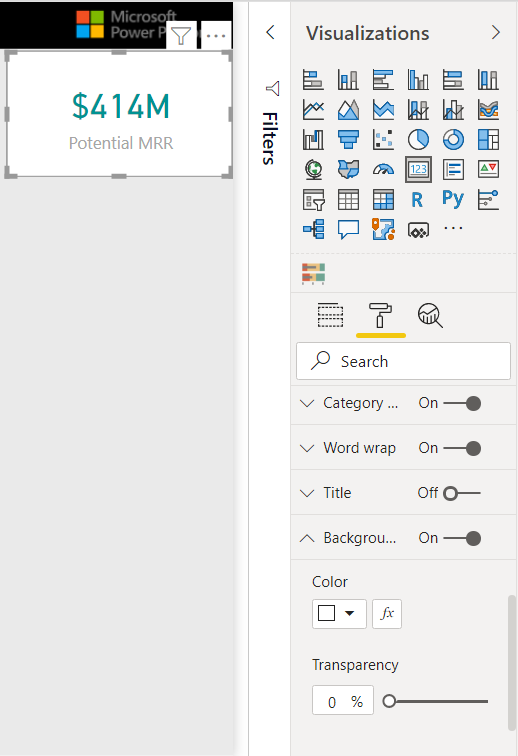 Microsoft
Power P
...
$414M
Potential MRR
Filters
Visualizations
123
R
Py
...
Search
Category ...
On
Word wrap
On
Title
Off
Backgrou...
On
Color
fx
Transparency
0 %